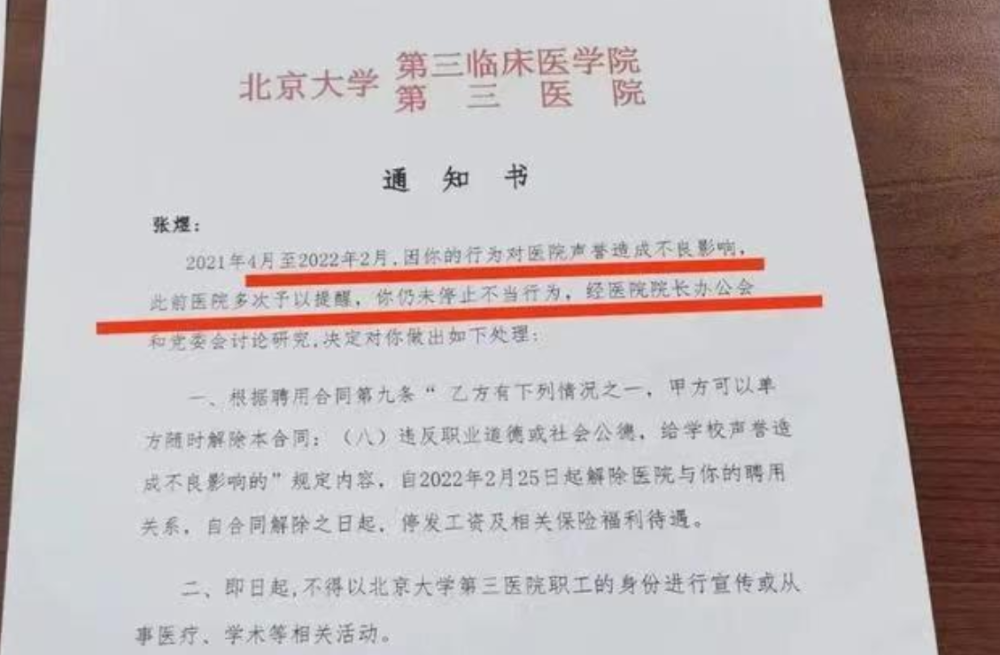 北京大学 第三临床医学院
第三医院
通知书
张煜：
2021年4月至2022年2月,因你的行为对医院声誉造成不良影响，
此前医院多次予以提醒，你仍未停止不当行为，经医院院长办公会
和党委会讨论研究,决定对你做出如下处理:
一、根据聘用合同第九条“ 乙方有下列情况之一，甲方可以单
方随时解除本合同；（八）违反职业道德或社会公德，给学校声誉造
成不良影响的”规定内容，自2022年2月25日起解除医院与你的聘用
关系，自合同解除之日起，停发工资及相关保险福利待遇。
二、即日起,不得以北京大学第三医院职工的身份进行宣传或从
事医疗、学术等相关活动。